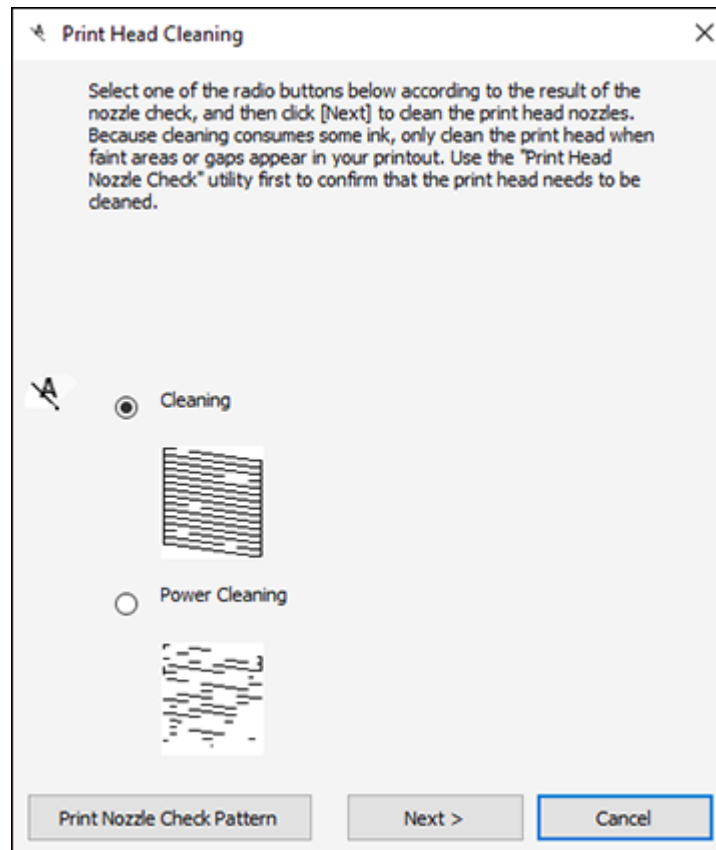 Print Head Cleaning
Select one of the radio buttons below according to the result of the
nozzle check, and then click [Next] to clean the print head nozzles.
Because cleaning consumes some ink, only clean the print head when
faint areas or gaps appear in your printout. Use the "Print Head
Nozzle Check" utility first to confirm that the print head needs to be
cleaned.
Cleaning
Power Cleaning
Print Nozzle Check Pattern
Next >
Cancel